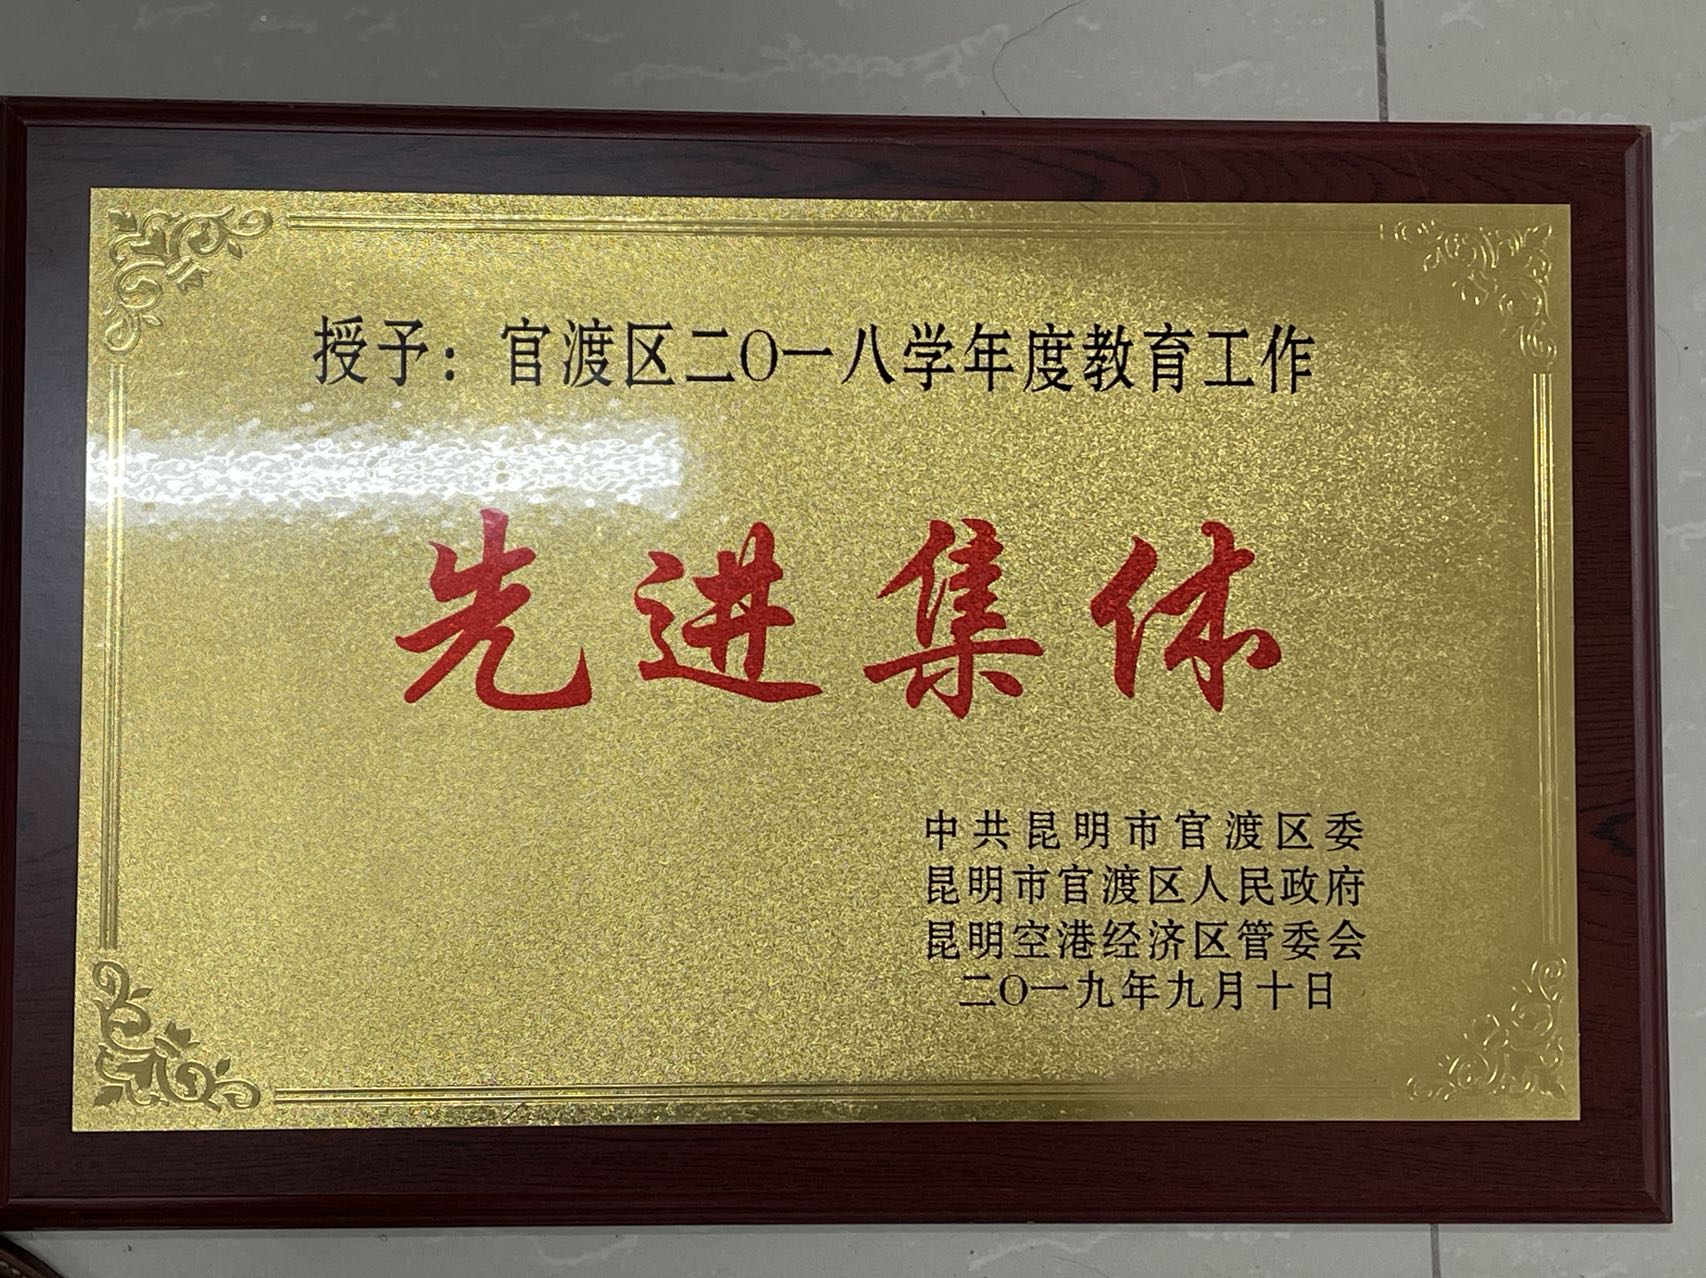 授予：官渡区二〇一八学年度教育工作
先进集体
中共昆明市官渡区委
昆明市官渡区人民政府
昆明空港经济区管委会
二〇一九年九月十日